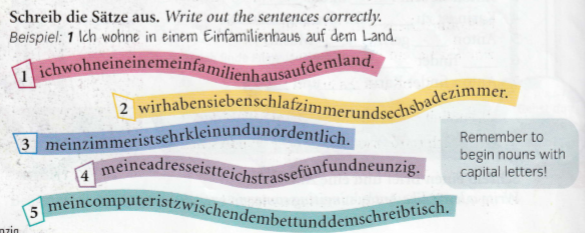 Schreib die Sätze aus. Write out the sentences correctly.
Beispiel: 1 Ich wohne in einem Einfamilienhaus auf dem Land.
1 ichwohneineinemeinfamilienhausaufdemland.
2 wirhabensiebenschlafzimmerundsechsbadezimmer.
3 meinzimmeristsehrkleinundunordentlich.
Remember to
begin nouns with
capital letters!
4 meineadresseistteichstrassefünfundneunzig.
5 meincomputeristzwischendembettunddemschreibtisch.